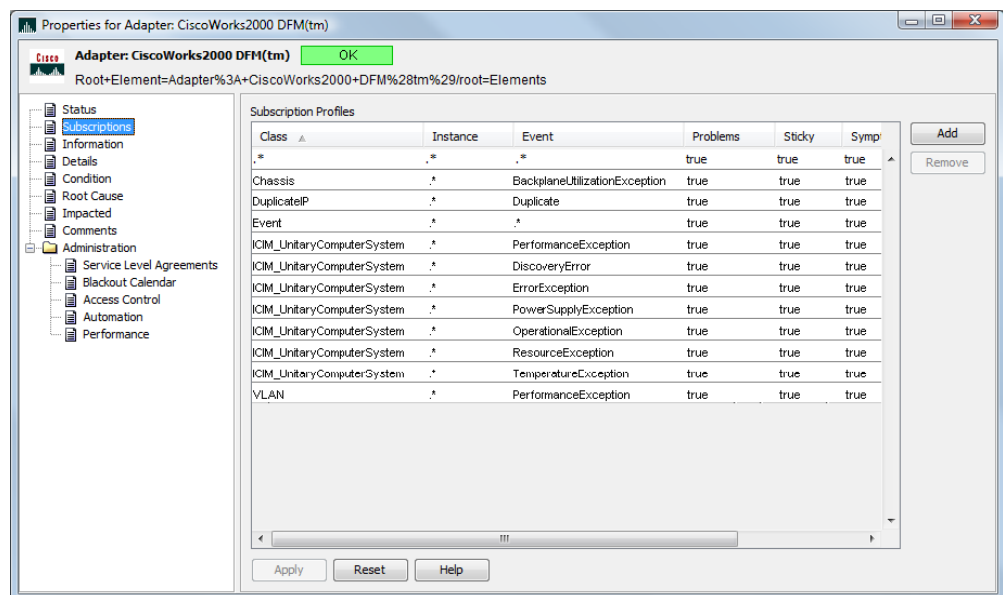 Properties for Adapter: CiscoWorks2000 DFM(tm)
Cisco
Adapter: CiscoWorks2000 DFM(tm) OK
Root+Element=Adapter%3A+CiscoWorks2000+DFM%28tm%29/root=Elements
Status
Subscriptions
Information
Details
Condition
Root Cause
Impacted
Comments
Administration
Service Level Agreements
Blackout Calendar
Access Control
Automation
Performance
Subscription Profiles
Class Instance Event Problems Sticky Symp
.* .* .* true true true
Chassis .* BackplaneUtilizationException true true true
DuplicateIP .* Duplicate true true true
Event .* .* true true true
ICIM_UnitaryComputerSystem .* PerformanceException true true true
ICIM_UnitaryComputerSystem .* DiscoveryError true true true
ICIM_UnitaryComputerSystem .* ErrorException true true true
ICIM_UnitaryComputerSystem .* PowerSupplyException true true true
ICIM_UnitaryComputerSystem .* OperationalException true true true
ICIM_UnitaryComputerSystem .* ResourceException true true true
ICIM_UnitaryComputerSystem .* TemperatureException true true true
VLAN .* PerformanceException true true true
Add
Remove
Apply Reset Help